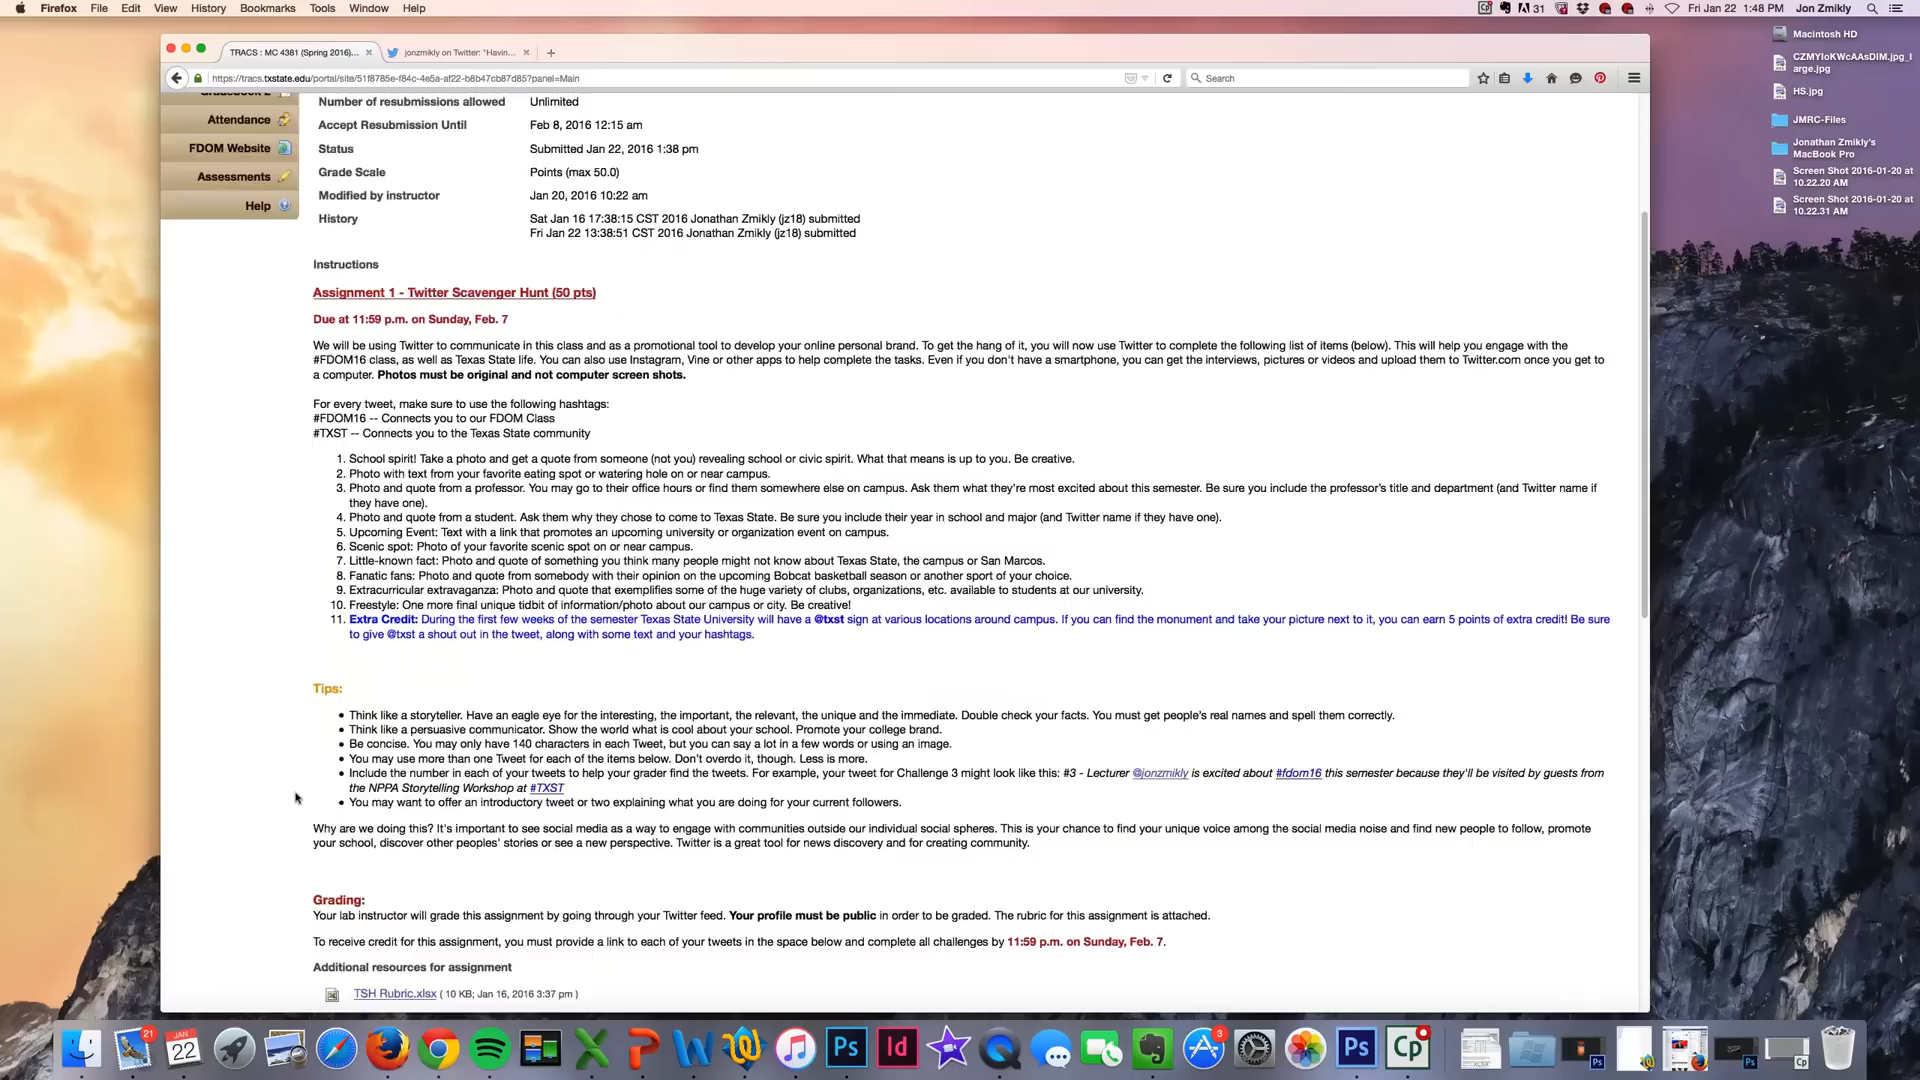 Firefox File Edit View History Bookmarks Tools Window Help
31 Fri Jan 22 1:48 PM Jon Zmikly
TRACS : MC 4381 (Spring 2016)...
jonzmikly on Twitter: "Havin...
https://tracs.txstate.edu/portal/site/51f8785e-f84c-4e5a-af22-b8b47cb87d85?panel=Main
Search
Macintosh HD
CZMYIoKWcAAsDIM.jpg_l
arge.jpg
HS.jpg
JMRC-Files
Jonathan Zmikly's
MacBook Pro
Screen Shot 2016-01-20 at
10.22.20 AM
Screen Shot 2016-01-20 at
10.22.31 AM
Gradebook 2
Attendance
FDOM Website
Assessments
Help
Number of resubmissions allowed Unlimited
Accept Resubmission Until Feb 8, 2016 12:15 am
Status Submitted Jan 22, 2016 1:38 pm
Grade Scale Points (max 50.0)
Modified by instructor Jan 20, 2016 10:22 am
History Sat Jan 16 17:38:15 CST 2016 Jonathan Zmikly (jz18) submitted
Fri Jan 22 13:38:51 CST 2016 Jonathan Zmikly (jz18) submitted
Instructions
Assignment 1 - Twitter Scavenger Hunt (50 pts)
Due at 11:59 p.m. on Sunday, Feb. 7
We will be using Twitter to communicate in this class and as a promotional tool to develop your online personal brand. To get the hang of it, you will now use Twitter to complete the following list of items (below). This will help you engage with the
#FDOM16 class, as well as Texas State life. You can also use Instagram, Vine or other apps to help complete the tasks. Even if you don't have a smartphone, you can get the interviews, pictures or videos and upload them to Twitter.com once you get to
a computer. Photos must be original and not computer screen shots.
For every tweet, make sure to use the following hashtags:
#FDOM16 -- Connects you to our FDOM Class
#TXST -- Connects you to the Texas State community
1. School spirit! Take a photo and get a quote from someone (not you) revealing school or civic spirit. What that means is up to you. Be creative.
2. Photo with text from your favorite eating spot or watering hole on or near campus.
3. Photo and quote from a professor. You may go to their office hours or find them somewhere else on campus. Ask them what they're most excited about this semester. Be sure you include the professor's title and department (and Twitter name if
they have one).
4. Photo and quote from a student. Ask them why they chose to come to Texas State. Be sure you include their year in school and major (and Twitter name if they have one).
5. Upcoming Event: Text with a link that promotes an upcoming university or organization event on campus.
6. Scenic spot: Photo of your favorite scenic spot on or near campus.
7. Little-known fact: Photo and quote of something you think many people might not know about Texas State, the campus or San Marcos.
8. Fanatic fans: Photo and quote from somebody with their opinion on the upcoming Bobcat basketball season or another sport of your choice.
9. Extracurricular extravaganza: Photo and quote that exemplifies some of the huge variety of clubs, organizations, etc. available to students at our university.
10. Freestyle: One more final unique tidbit of information/photo about our campus or city. Be creative!
11. Extra Credit: During the first few weeks of the semester Texas State University will have a @txst sign at various locations around campus. If you can find the monument and take your picture next to it, you can earn 5 points of extra credit! Be sure
to give @txst a shout out in the tweet, along with some text and your hashtags.
Tips:
• Think like a storyteller. Have an eagle eye for the interesting, the important, the relevant, the unique and the immediate. Double check your facts. You must get people's real names and spell them correctly.
• Think like a persuasive communicator. Show the world what is cool about your school. Promote your college brand.
• Be concise. You may only have 140 characters in each Tweet, but you can say a lot in a few words or using an image.
• You may use more than one Tweet for each of the items below. Don't overdo it, though. Less is more.
• Include the number in each of your tweets to help your grader find the tweets. For example, your tweet for Challenge 3 might look like this: #3 - Lecturer @jonzmikly is excited about #fdom16 this semester because they'll be visited by guests from
the NPPA Storytelling Workshop at #TXST
• You may want to offer an introductory tweet or two explaining what you are doing for your current followers.
Why are we doing this? It's important to see social media as a way to engage with communities outside our individual social spheres. This is your chance to find your unique voice among the social media noise and find new people to follow, promote
your school, discover other peoples' stories or see a new perspective. Twitter is a great tool for news discovery and for creating community.
Grading:
Your lab instructor will grade this assignment by going through your Twitter feed. Your profile must be public in order to be graded. The rubric for this assignment is attached.
To receive credit for this assignment, you must provide a link to each of your tweets in the space below and complete all challenges by 11:59 p.m. on Sunday, Feb. 7.
Additional resources for assignment
TSH Rubric.xlsx ( 10 KB; Jan 16, 2016 3:37 pm )
21 JAN 22 Ps Id 3 Ps Cp